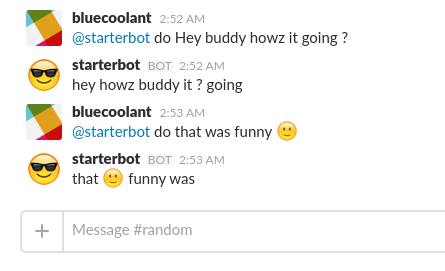 bluecoolant 2:52 AM
@starterbot do Hey buddy howz it going ?
starterbot BOT 2:52 AM
hey howz buddy it ? going
bluecoolant 2:53 AM
@starterbot do that was funny 🙂
starterbot BOT 2:53 AM
that 🙂 funny was
+ Message #random